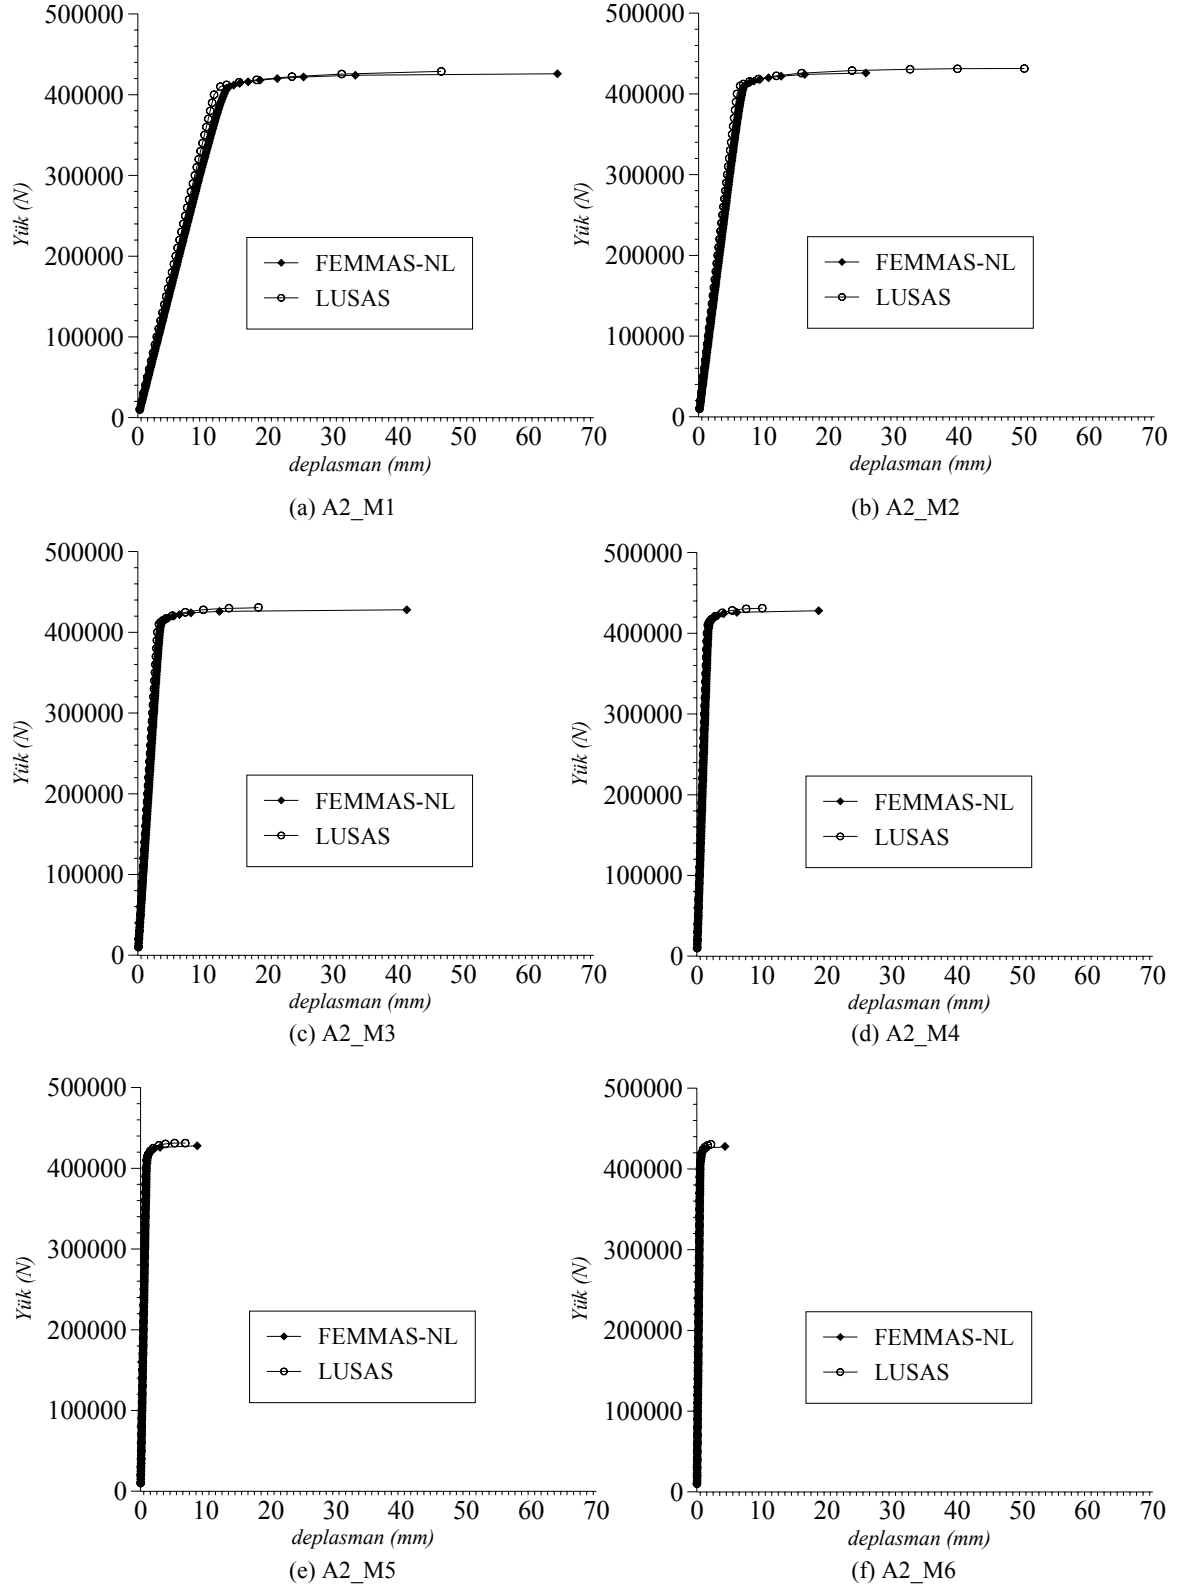 500000
400000
300000
200000
100000
0
Yük (N)
FEMMAS-NL
LUSAS
0 10 20 30 40 50 60 70
deplasman (mm)
(a) A2_M1
500000
400000
300000
200000
100000
0
Yük (N)
FEMMAS-NL
LUSAS
0 10 20 30 40 50 60 70
deplasman (mm)
(b) A2_M2
500000
400000
300000
200000
100000
0
Yük (N)
FEMMAS-NL
LUSAS
0 10 20 30 40 50 60 70
deplasman (mm)
(c) A2_M3
500000
400000
300000
200000
100000
0
Yük (N)
FEMMAS-NL
LUSAS
0 10 20 30 40 50 60 70
deplasman (mm)
(d) A2_M4
500000
400000
300000
200000
100000
0
Yük (N)
FEMMAS-NL
LUSAS
0 10 20 30 40 50 60 70
deplasman (mm)
(e) A2_M5
500000
400000
300000
200000
100000
0
Yük (N)
FEMMAS-NL
LUSAS
0 10 20 30 40 50 60 70
deplasman (mm)
(f) A2_M6